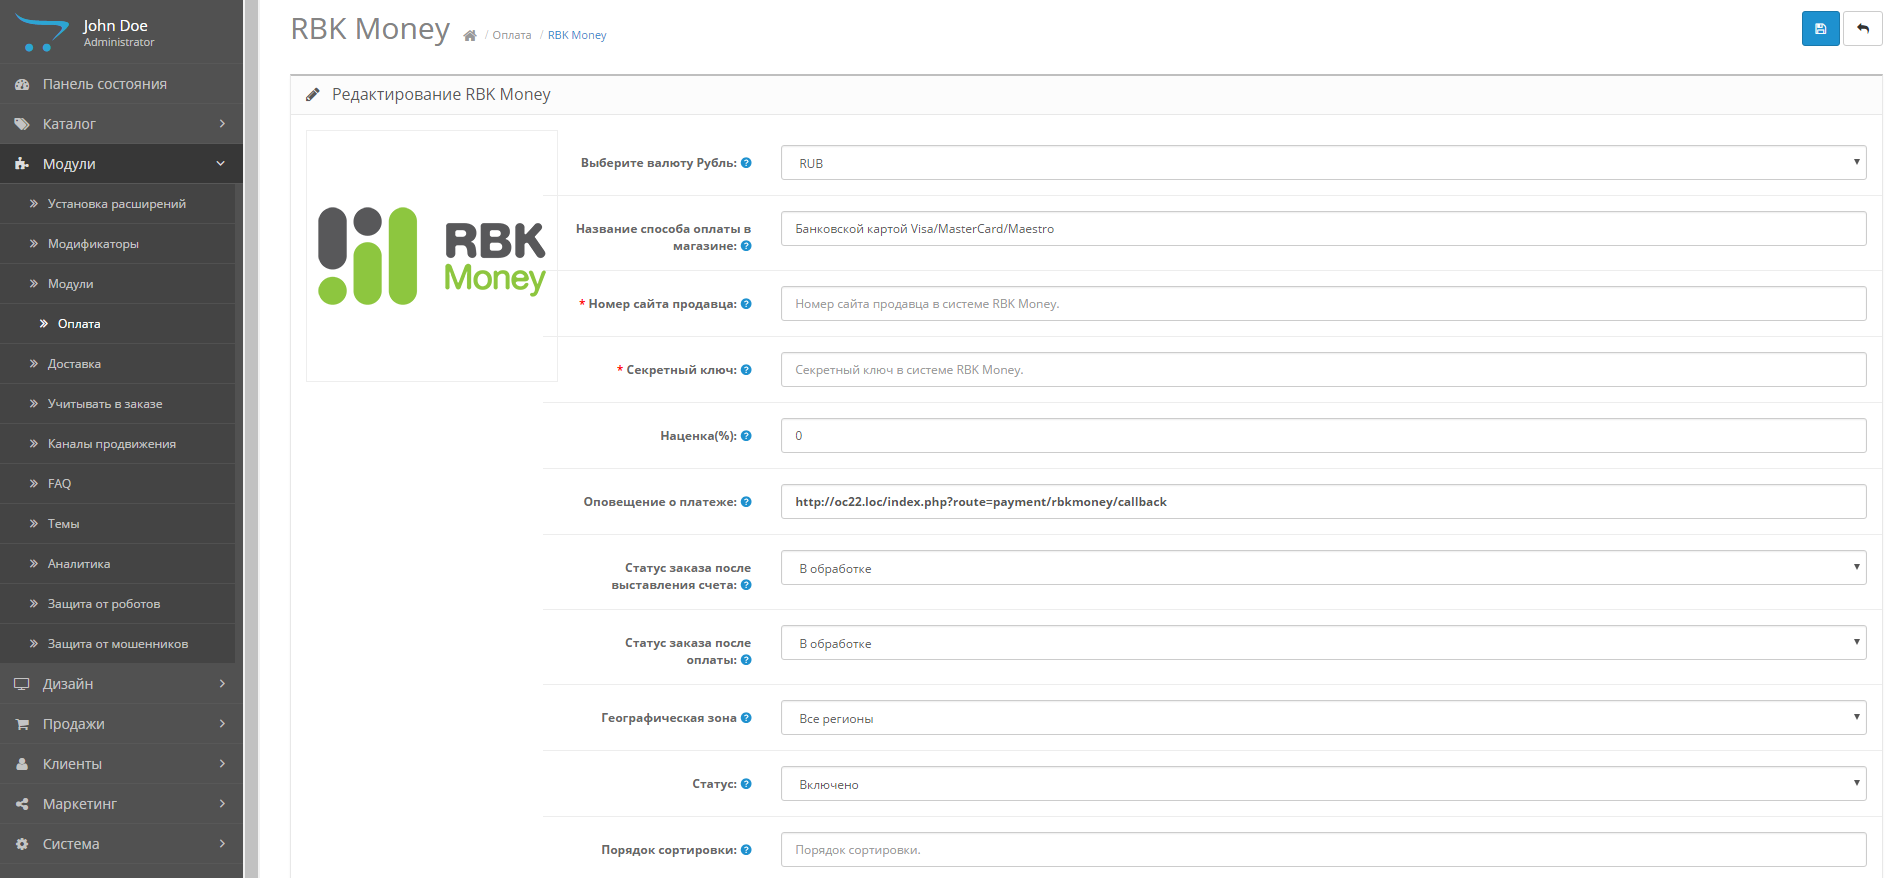 John Doe
Administrator
Панель состояния
Каталог
Модули
Установка расширений
Модификаторы
Модули
Оплата
Доставка
Учитывать в заказе
Каналы продвижения
FAQ
Темы
Аналитика
Защита от роботов
Защита от мошенников
Дизайн
Продажи
Клиенты
Маркетинг
Система
RBK Money / Оплата / RBK Money
Редактирование RBK Money
RBK
Money
Выберите валюту Рубль: RUB
Название способа оплаты в
магазине:
Банковской картой Visa/MasterCard/Maestro
* Номер сайта продавца: Номер сайта продавца в системе RBK Money.
* Секретный ключ: Секретный ключ в системе RBK Money.
Наценка(%): 0
Оповещение о платеже: http://oc22.loc/index.php?route=payment/rbkmoney/callback
Статус заказа после
выставления счета:
В обработке
Статус заказа после
оплаты:
В обработке
Географическая зона Все регионы
Статус: Включено
Порядок сортировки: Порядок сортировки.